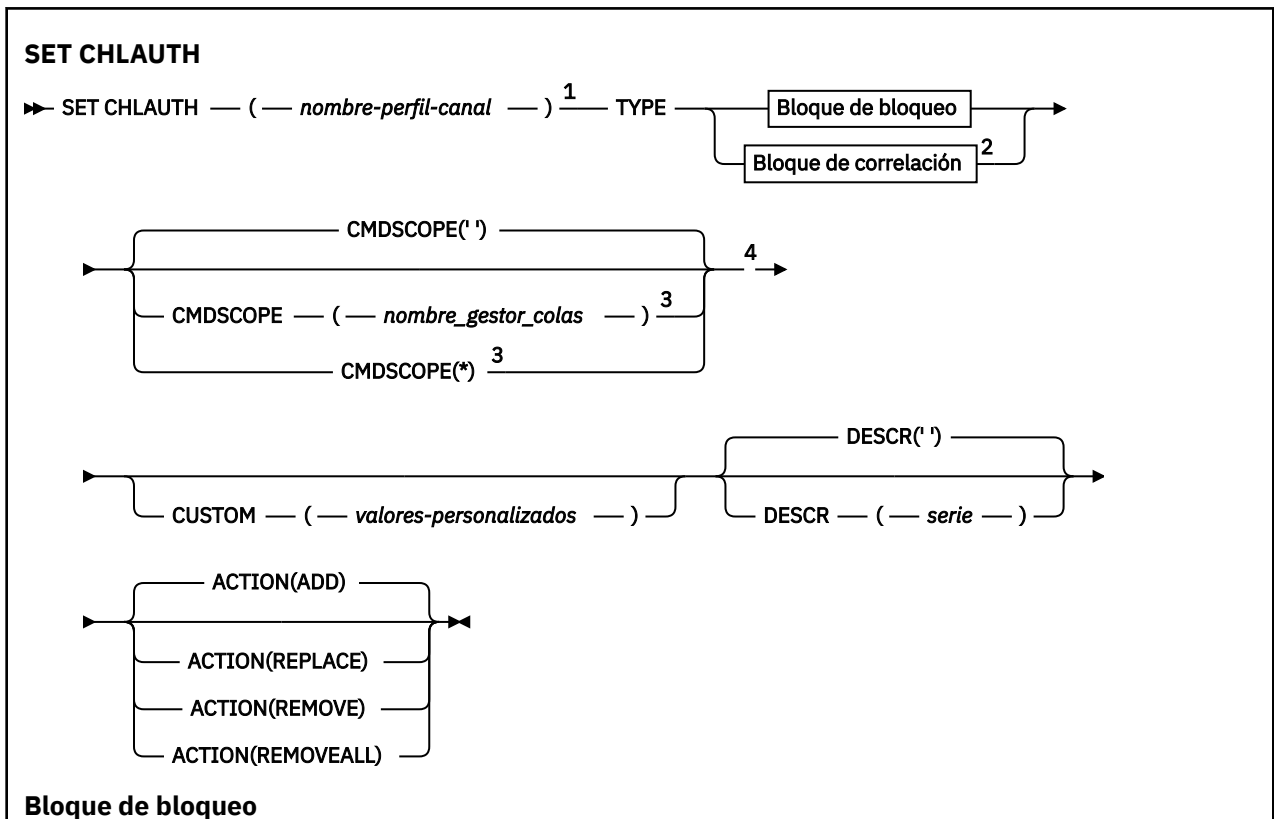 SET CHLAUTH
SET CHLAUTH ( nombre-perfil-canal ) 1 TYPE Bloque de bloqueo
Bloque de correlación 2
CMDSCOPE(' ')
4
CMDSCOPE ( nombre_gestor_colas ) 3
CMDSCOPE(*) 3
DESCR(' ')
CUSTOM ( valores-personalizados ) DESCR ( serie )
ACTION(ADD)
ACTION(REPLACE)
ACTION(REMOVE)
ACTION(REMOVEALL)
Bloque de bloqueo